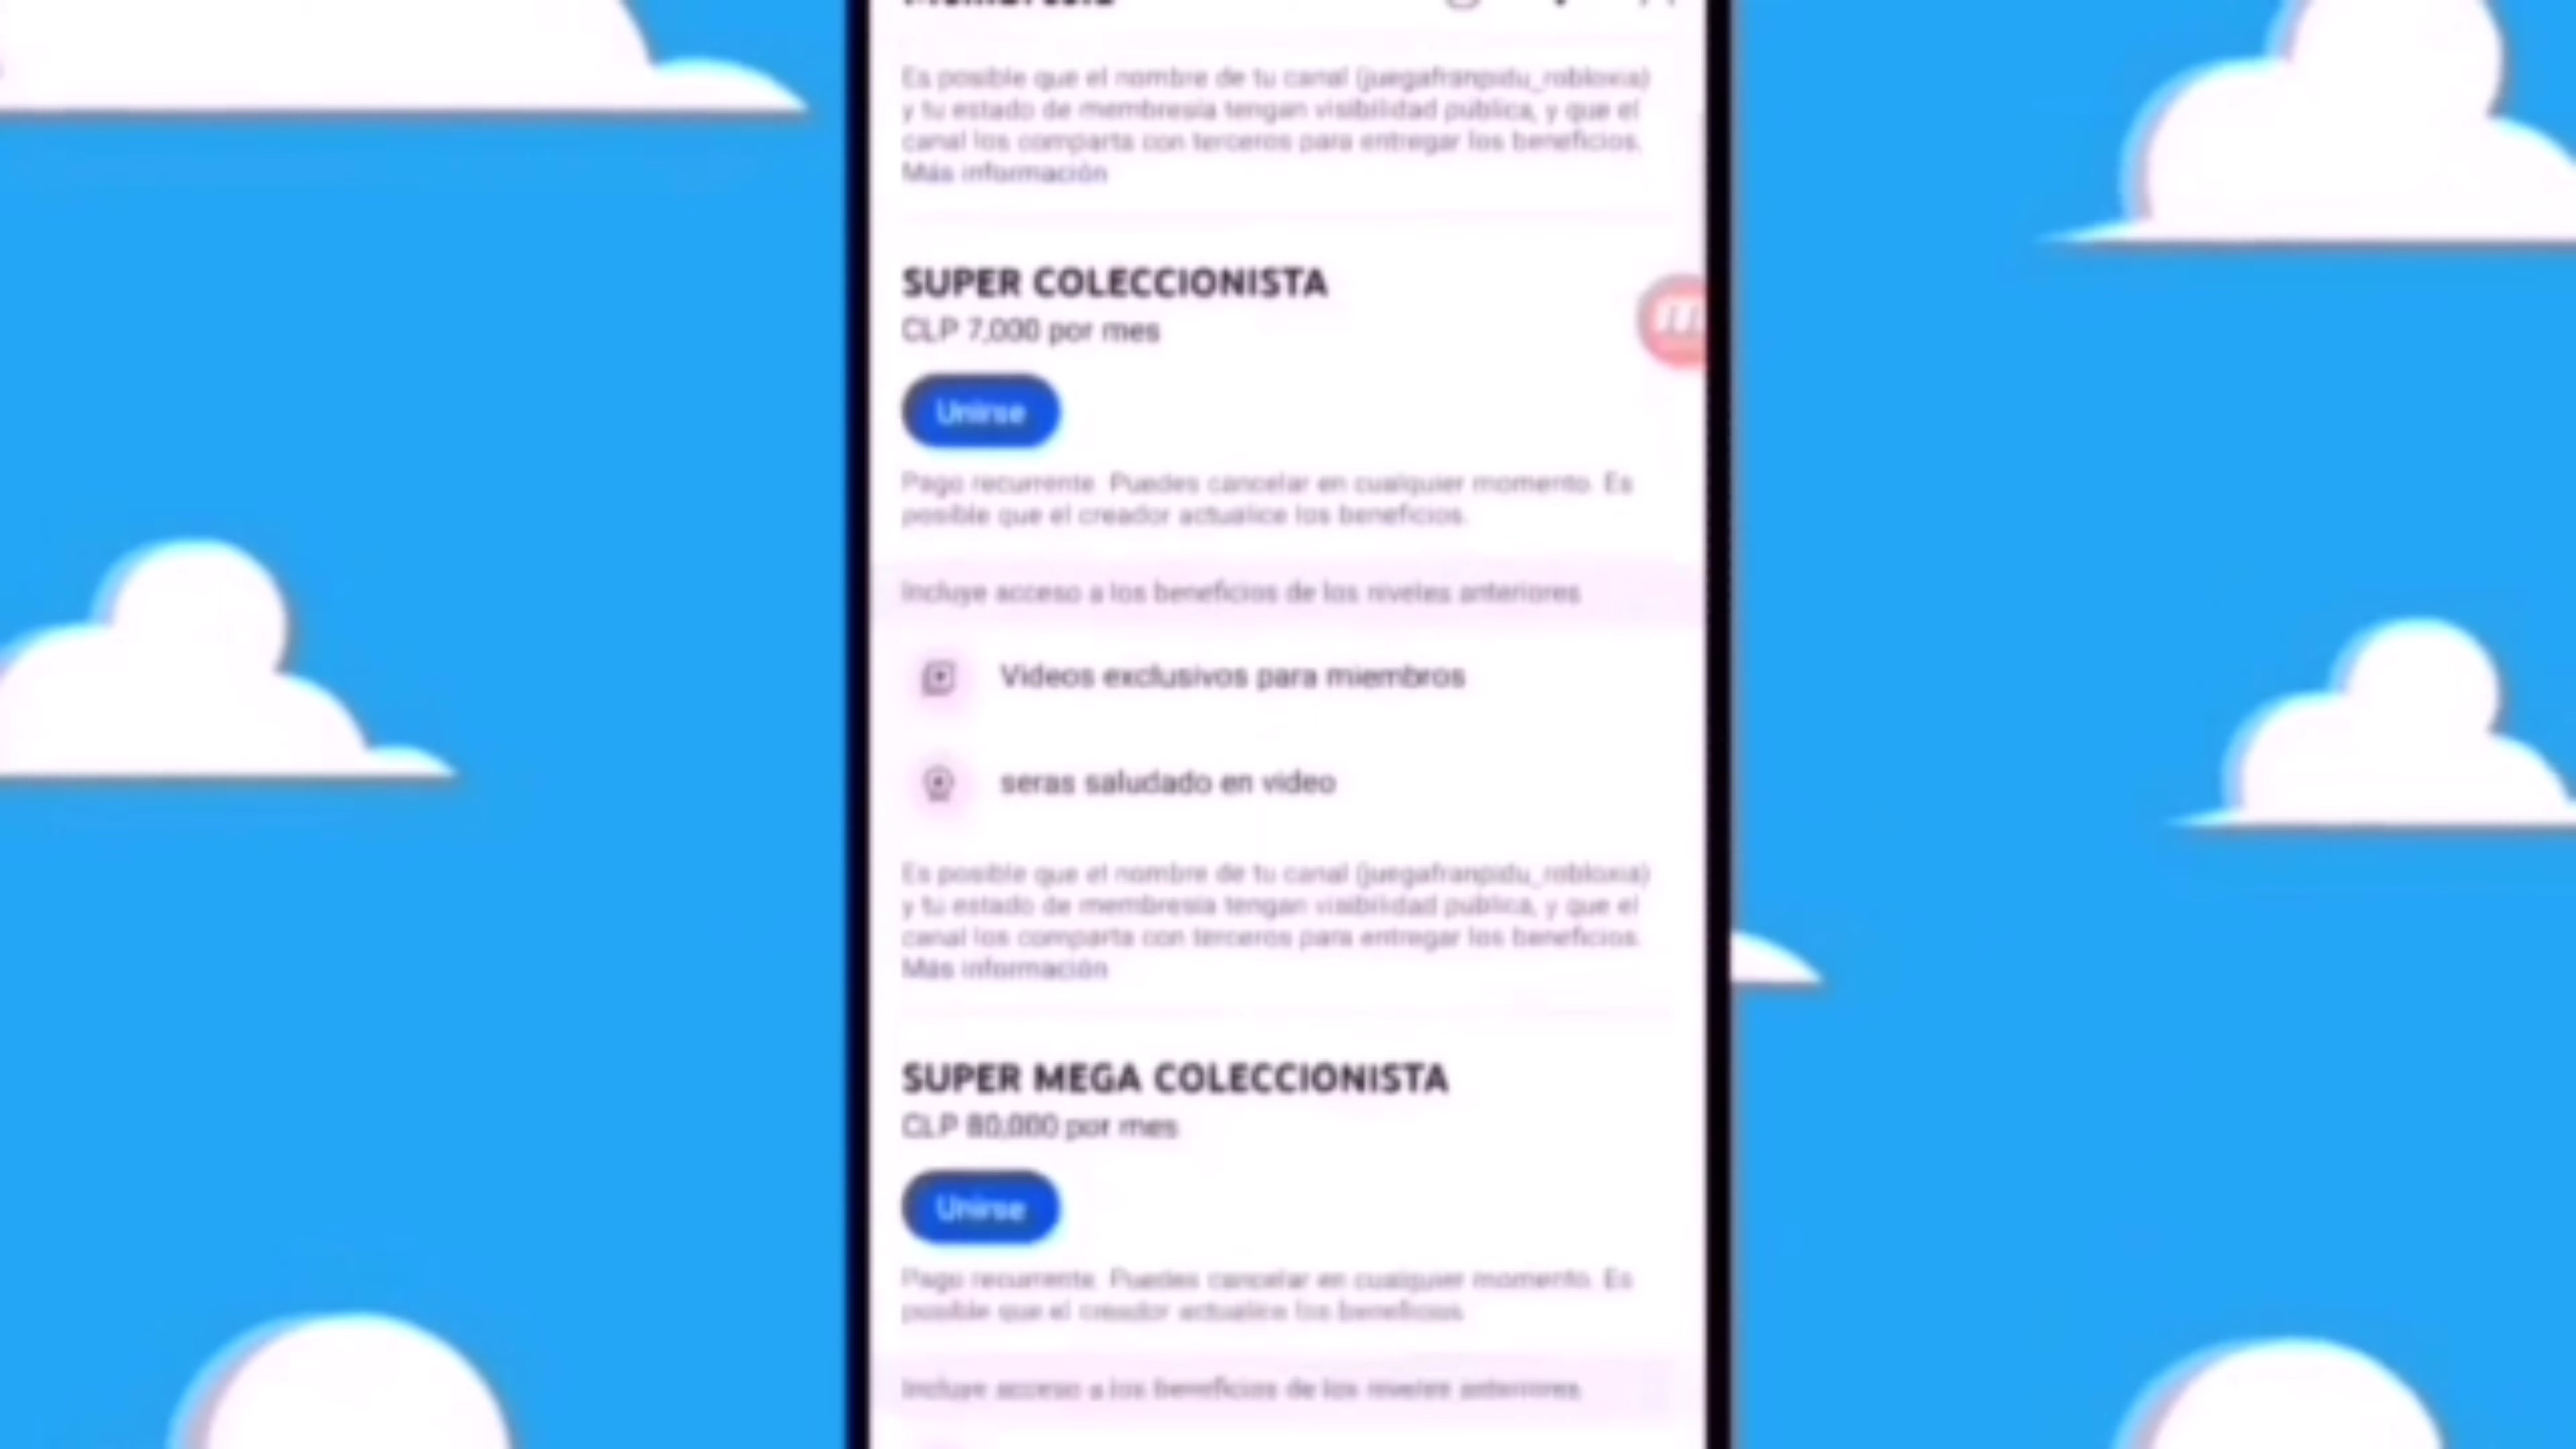 Es posible que el nombre de tu canal (juegafranpidu_robloxia)
y tu estado de membresía tengan visibilidad pública, y que el
canal los comparta con terceros para entregar los beneficios.
Más información
SUPER COLECCIONISTA
CLP 7,000 por mes
Unirse
Pago recurrente. Puedes cancelar en cualquier momento. Es
posible que el creador actualice los beneficios.
Incluye acceso a los beneficios de los niveles anteriores
Videos exclusivos para miembros
seras saludado en video
Es posible que el nombre de tu canal (juegafranpidu_robloxia)
y tu estado de membresía tengan visibilidad pública, y que el
canal los comparta con terceros para entregar los beneficios.
Más información
SUPER MEGA COLECCIONISTA
CLP 80,000 por mes
Unirse
Pago recurrente. Puedes cancelar en cualquier momento. Es
posible que el creador actualice los beneficios.
Incluye acceso a los beneficios de los niveles anteriores